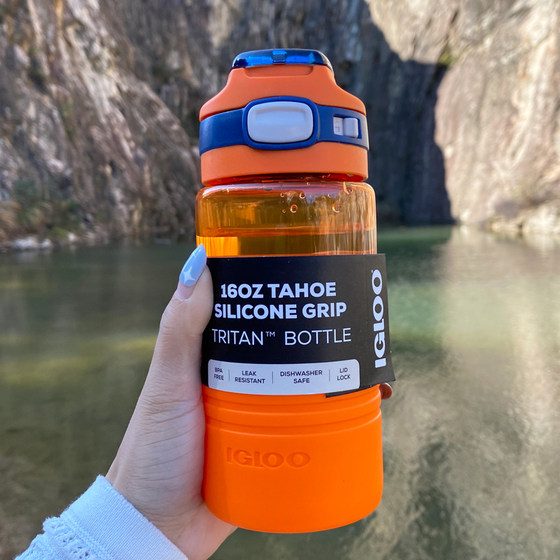 16OZ TAHOE
SILICONE GRIP
TRITAN™ BOTTLE
IGLOO
BPA FREE
LEAK RESISTANT
DISHWASHER SAFE
LID LOCK
IGLOO